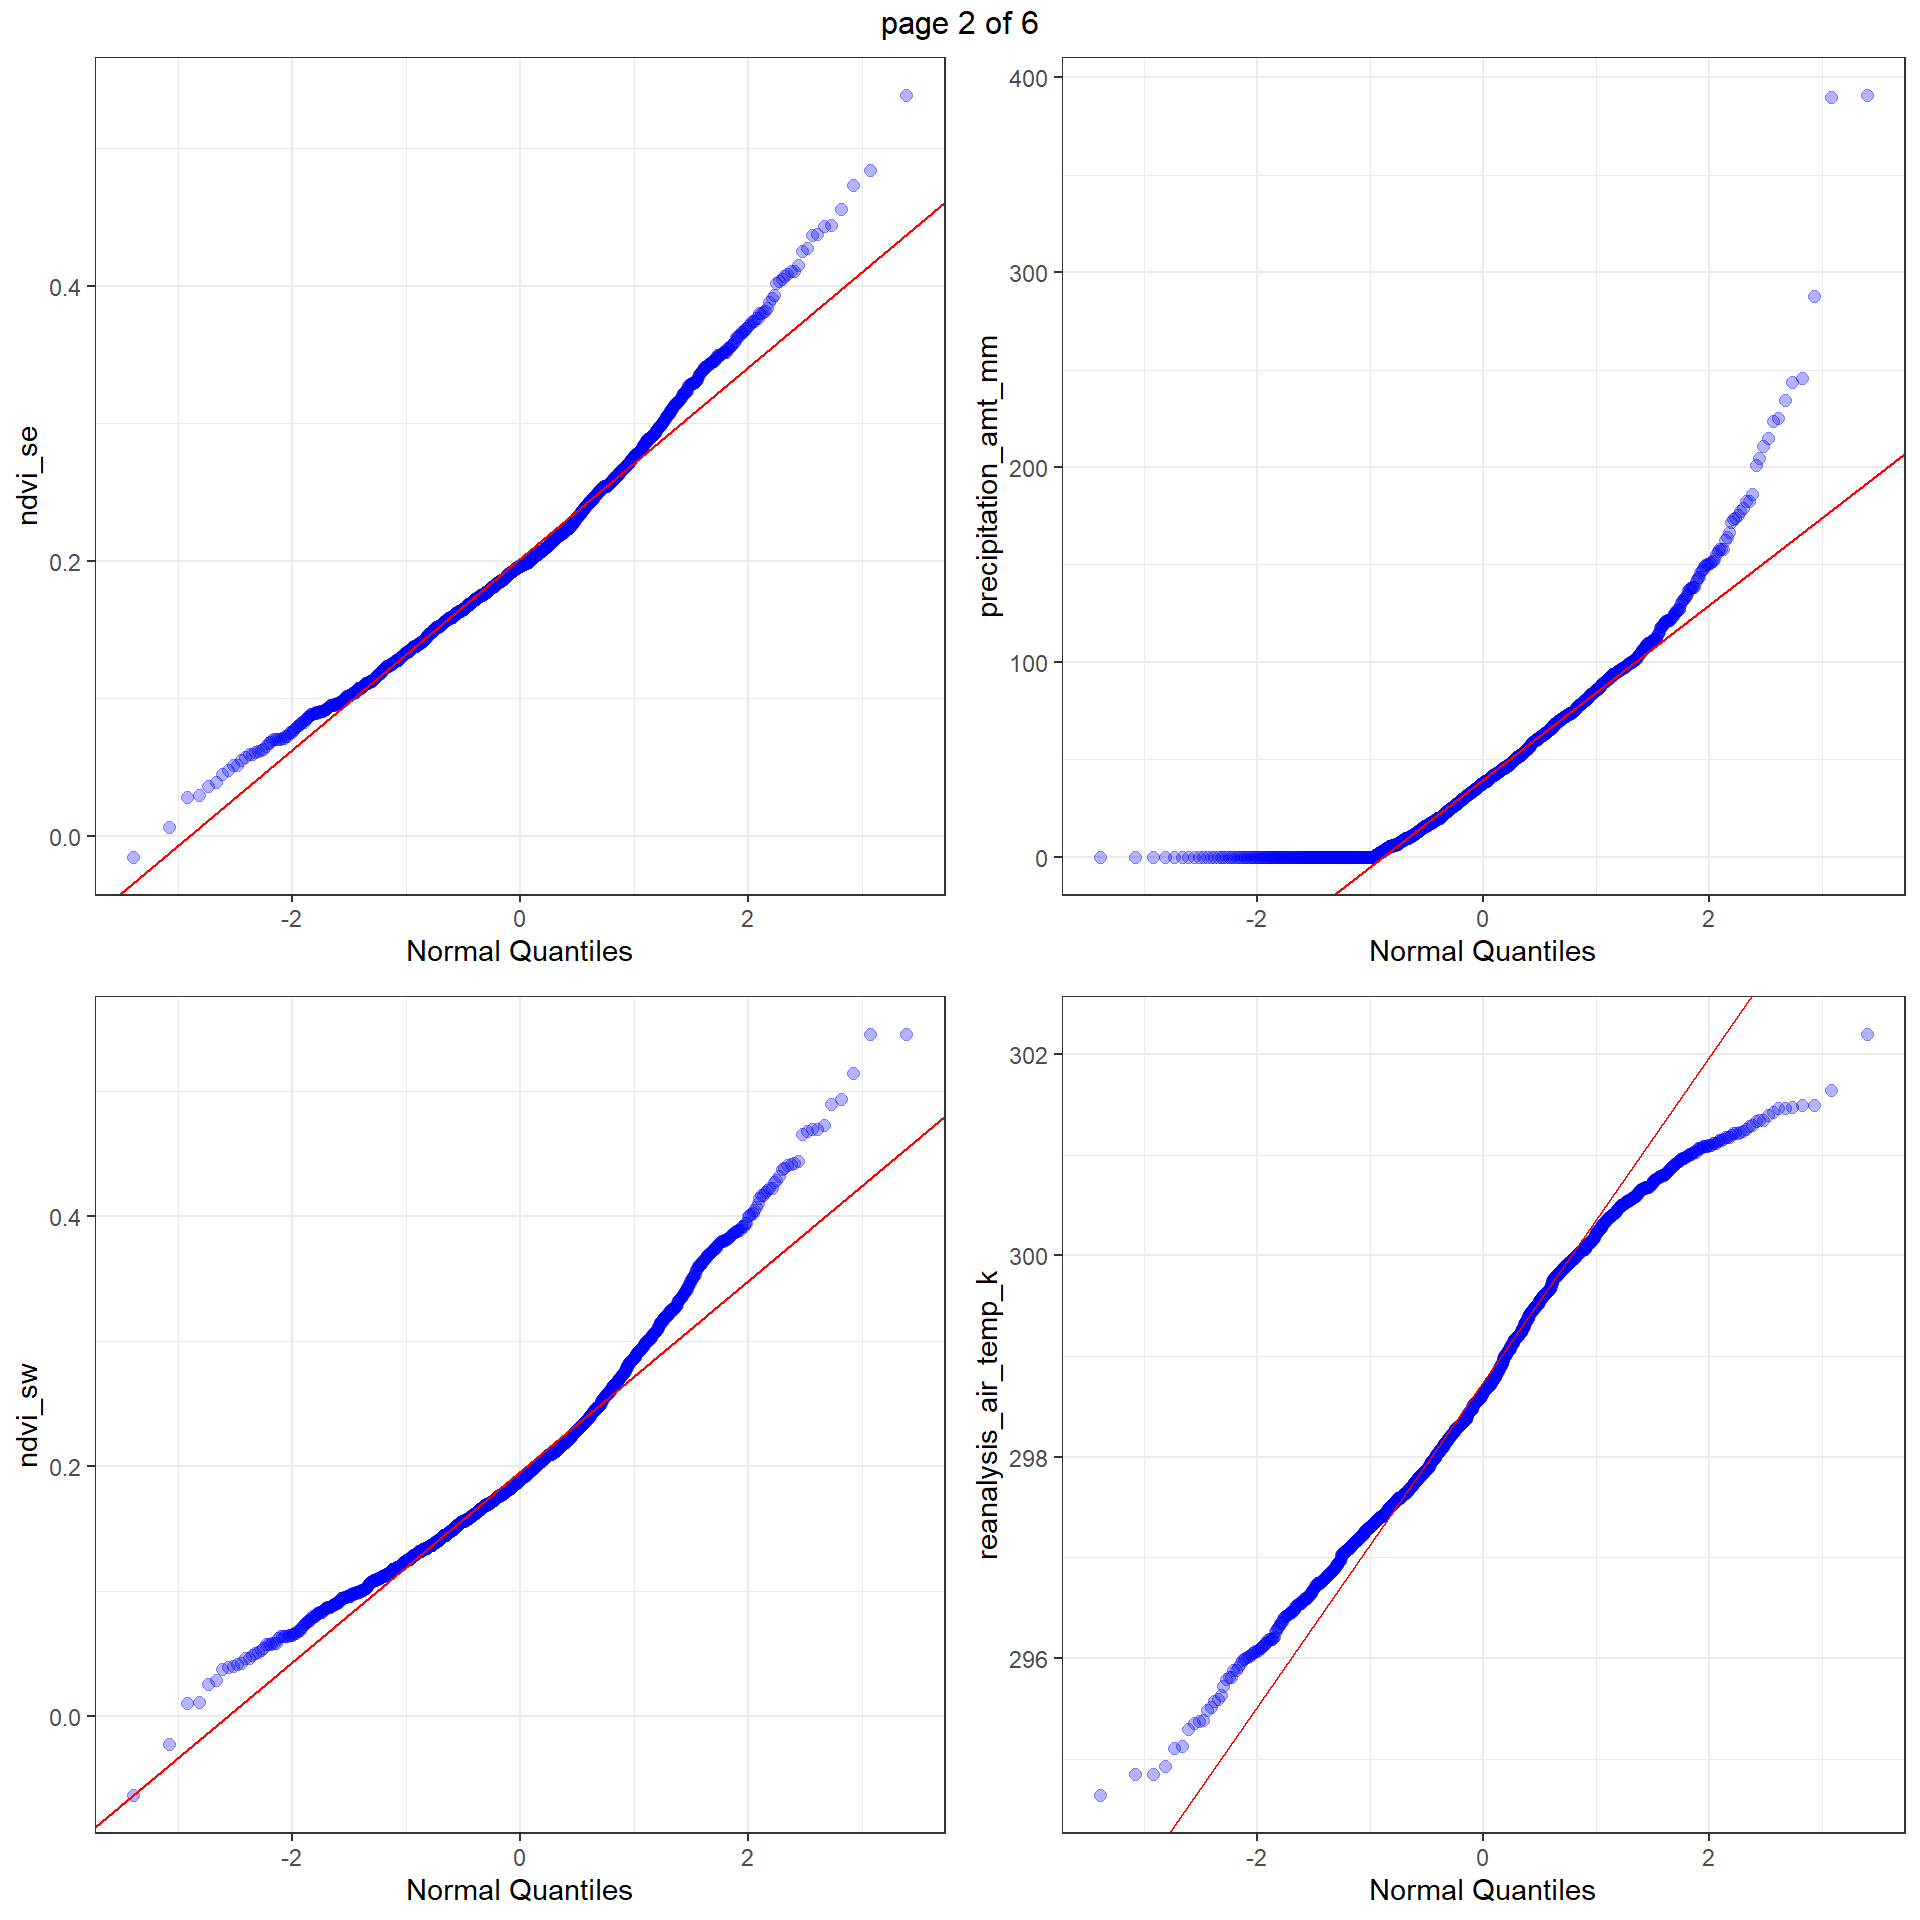 page 2 of 6
ndvi_se
0.4
0.2
0.0
-2 0 2
Normal Quantiles
precipitation_amt_mm
400
300
200
100
0
-2 0 2
Normal Quantiles
ndvi_sw
0.4
0.2
0.0
-2 0 2
Normal Quantiles
reanalysis_air_temp_k
302
300
298
296
-2 0 2
Normal Quantiles